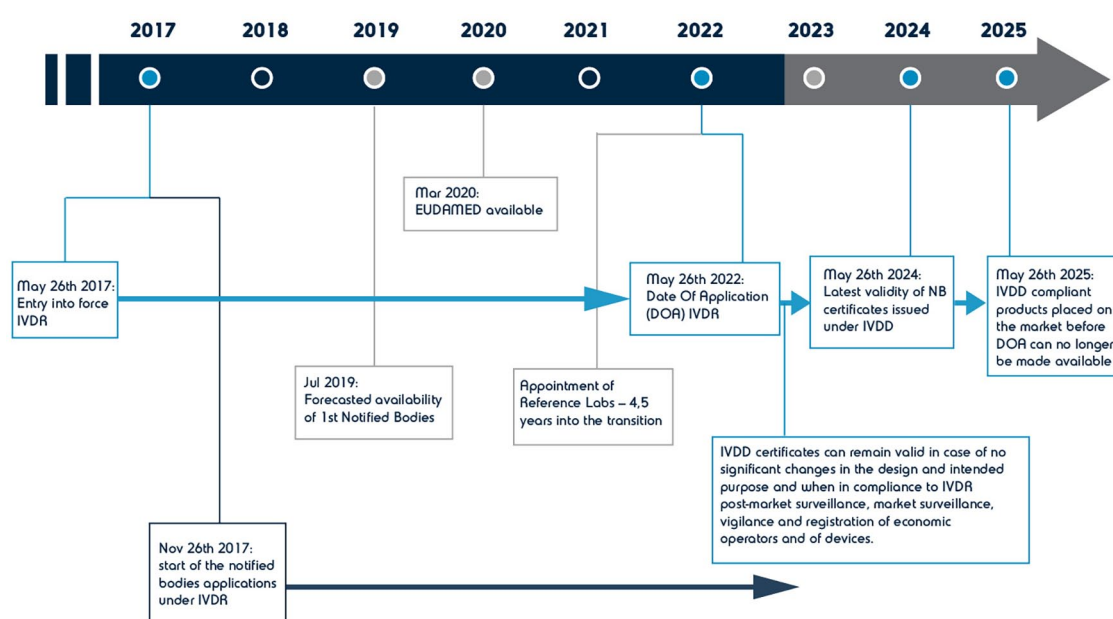 2017 2018 2019 2020 2021 2022 2023 2024 2025
Mar 2020:
EUDAMED available
May 26th 2017:
Entry into force
IVDR
May 26th 2022:
Date Of Application
(DOA) IVDR
May 26th 2024:
Latest validity of NB
certificates issued
under IVDD
May 26th 2025:
IVDD compliant
products placed on
the market before
DOA can no longer
be made available
Jul 2019:
Forecasted availability
of 1st Notified Bodies
Appointment of
Reference Labs – 4,5
years into the transition
IVDD certificates can remain valid in case of no
significant changes in the design and intended
purpose and when in compliance to IVDR
post-market surveillance, market surveillance,
vigilance and registration of economic
operators and of devices.
Nov 26th 2017:
start of the notified
bodies applications
under IVDR